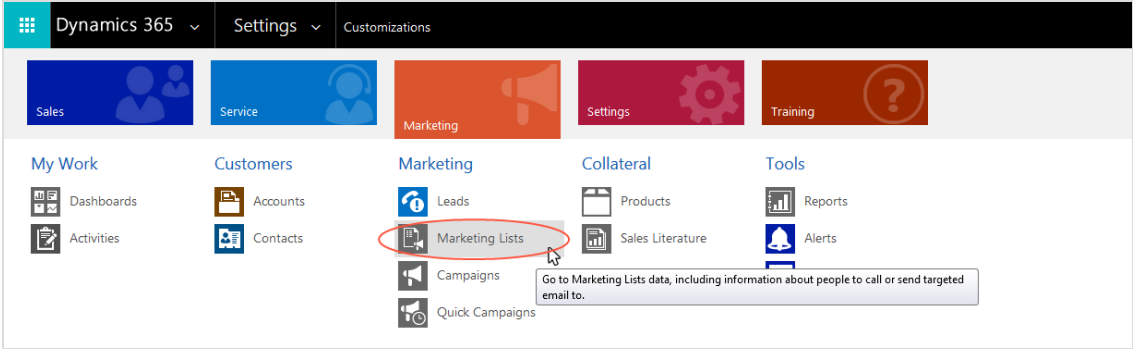 Dynamics 365 Settings Customizations
Sales Service Marketing Settings Training
My Work Customers Marketing Collateral Tools
Dashboards Accounts Leads Products Reports
Activities Contacts Marketing Lists Sales Literature Alerts
Campaigns
Go to Marketing Lists data, including information about people to call or send targeted
email to.
Quick Campaigns